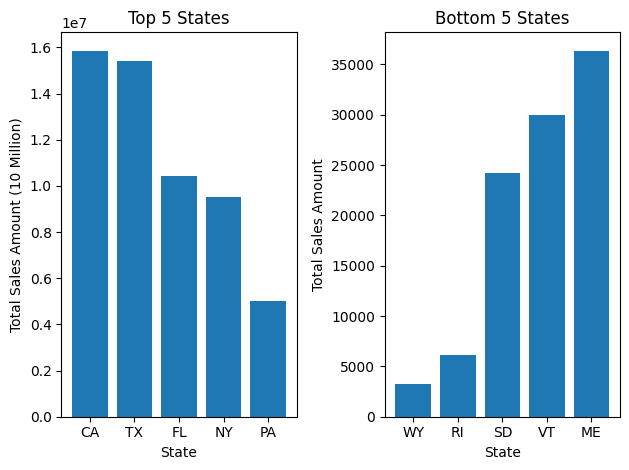 Top 5 States
1e7
1.6
1.4
1.2
1.0
0.8
0.6
0.4
0.2
0.0
Total Sales Amount (10 Million)
CA TX FL NY PA
State
Bottom 5 States
35000
30000
25000
20000
15000
10000
5000
0
Total Sales Amount
WY RI SD VT ME
State